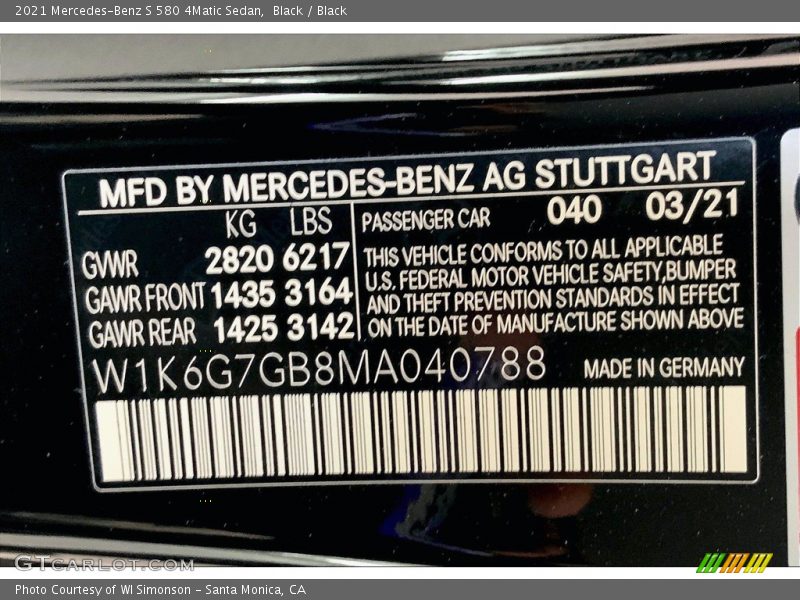 2021 Mercedes-Benz S 580 4Matic Sedan, Black / Black
MFD BY MERCEDES-BENZ AG STUTTGART
KG LBS PASSENGER CAR 040 03/21
GVWR 2820 6217
GAWR FRONT 1435 3164
GAWR REAR 1425 3142
THIS VEHICLE CONFORMS TO ALL APPLICABLE
U.S. FEDERAL MOTOR VEHICLE SAFETY,BUMPER
AND THEFT PREVENTION STANDARDS IN EFFECT
ON THE DATE OF MANUFACTURE SHOWN ABOVE
W1K6G7GB8MA040788 MADE IN GERMANY
GTCARLOT.COM
Photo Courtesy of WI Simonson - Santa Monica, CA